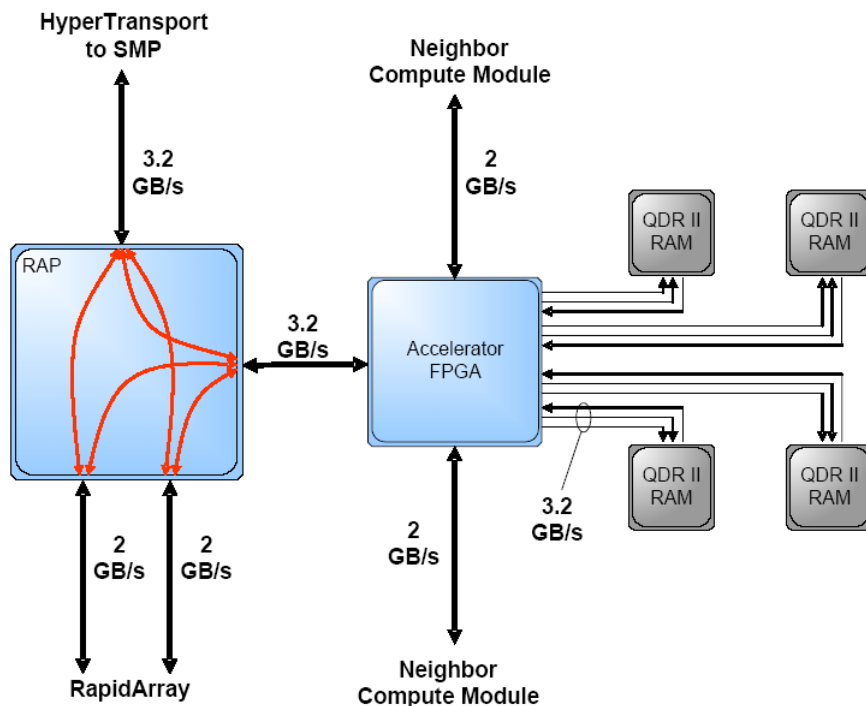 HyperTransport
to SMP
Neighbor
Compute Module
3.2
GB/s
2
GB/s
QDR II
RAM
QDR II
RAM
RAP
3.2
GB/s
Accelerator
FPGA
QDR II
RAM
QDR II
RAM
3.2
GB/s
2
GB/s
2
GB/s
2
GB/s
RapidArray
Neighbor
Compute Module